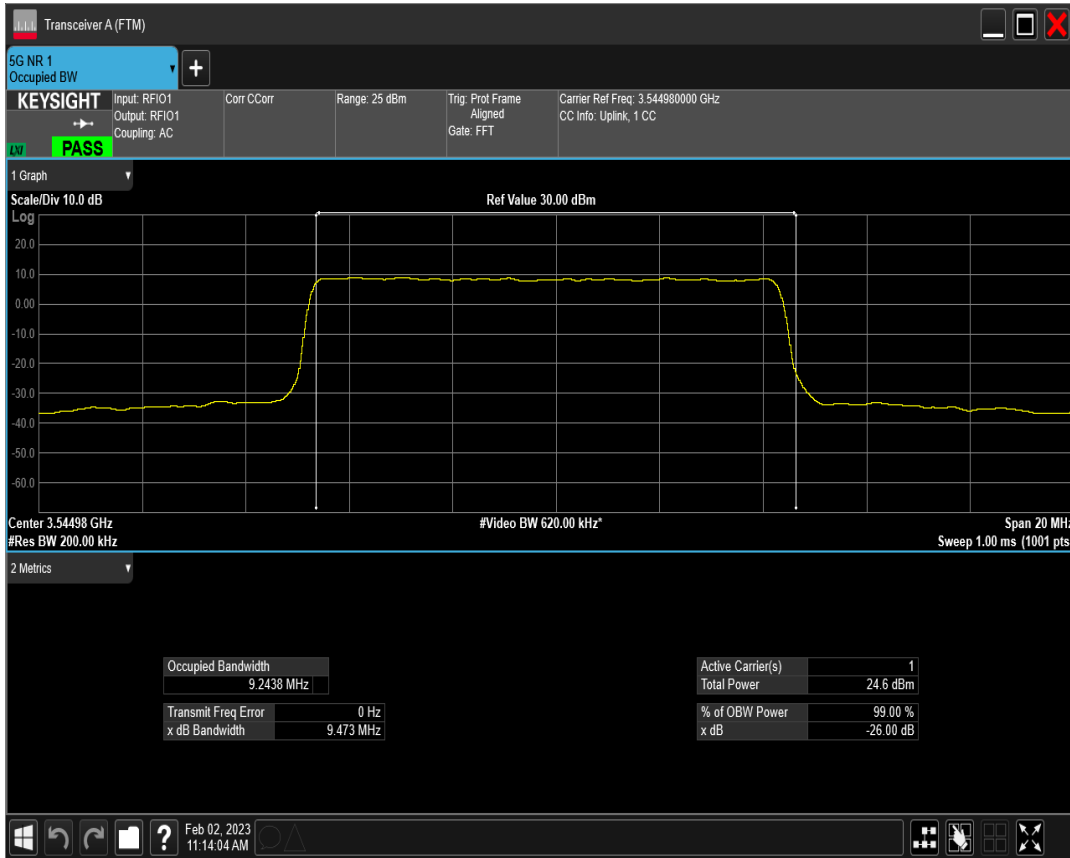 Transceiver A (FTM)
5G NR 1
Occupied BW
+
KEYSIGHT
LXI
PASS
Input: RFIO1
Output: RFIO1
Coupling: AC
Corr CCorr
Range: 25 dBm
Trig: Prot Frame
Aligned
Gate: FFT
Carrier Ref Freq: 3.544980000 GHz
CC Info: Uplink, 1 CC
1 Graph
Scale/Div 10.0 dB
Ref Value 30.00 dBm
Log
20.0
10.0
0.00
-10.0
-20.0
-30.0
-40.0
-50.0
-60.0
Center 3.54498 GHz
#Video BW 620.00 kHz*
Span 20 MHz
#Res BW 200.00 kHz
Sweep 1.00 ms (1001 pts
2 Metrics
Occupied Bandwidth
9.2438 MHz
Transmit Freq Error 0 Hz
x dB Bandwidth 9.473 MHz
Active Carrier(s) 1
Total Power 24.6 dBm
% of OBW Power 99.00 %
x dB -26.00 dB
?
Feb 02, 2023
11:14:04 AM